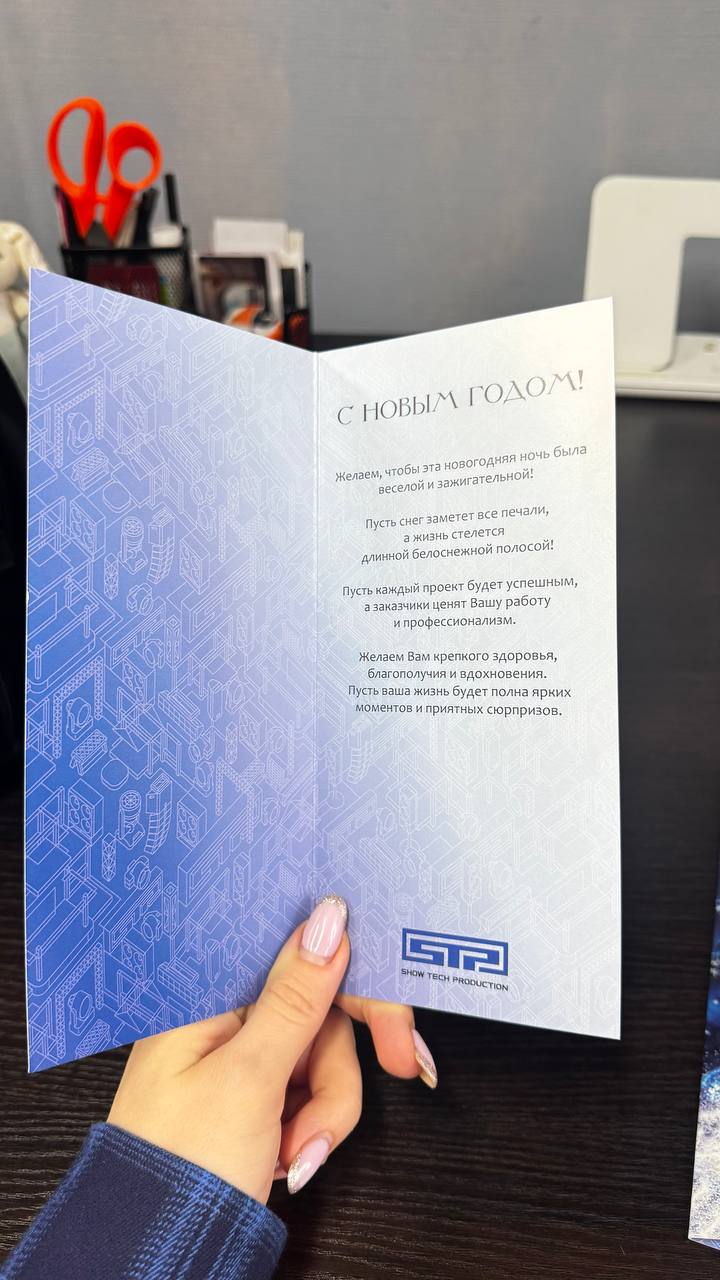 С НОВЫМ ГОДОМ!
Желаем, чтобы эта новогодняя ночь была
веселой и зажигательной!
Пусть снег заметет все печали,
а жизнь стелется
длинной белоснежной полосой!
Пусть каждый проект будет успешным,
а заказчики ценят Вашу работу
и профессионализм.
Желаем Вам крепкого здоровья,
благополучия и вдохновения.
Пусть ваша жизнь будет полна ярких
моментов и приятных сюрпризов.
STP
SHOW TECH PRODUCTION